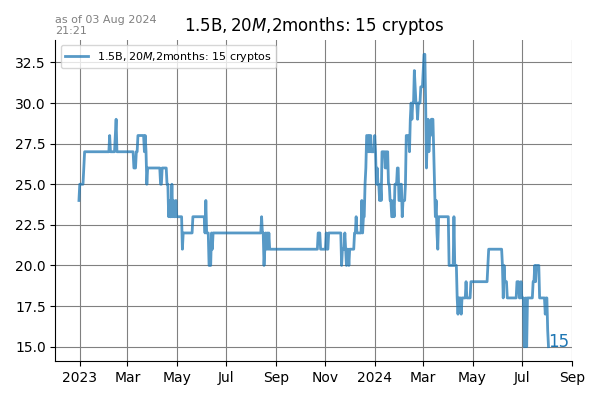 as of 03 Aug 2024
21:21
1.5B, 20M,2months: 15 cryptos
1.5B, 20M,2months: 15 cryptos
32.5
30.0
27.5
25.0
22.5
20.0
17.5
15.0
15
2023 Mar May Jul Sep Nov 2024 Mar May Jul Sep